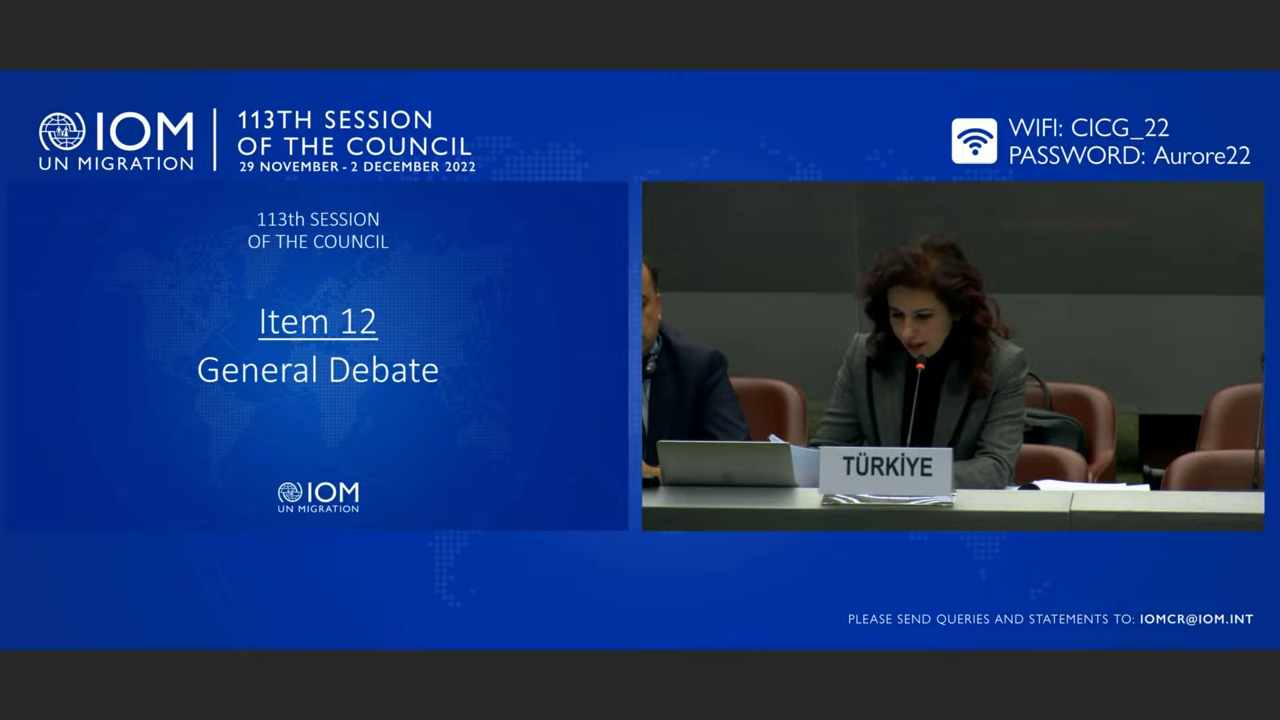 IOM
UN MIGRATION
113TH SESSION
OF THE COUNCIL
29 NOVEMBER - 2 DECEMBER 2022
WIFI: CICG_22
PASSWORD: Aurore22
113th SESSION
OF THE COUNCIL
Item 12
General Debate
IOM
UN MIGRATION
TÜRKİYE
PLEASE SEND QUERIES AND STATEMENTS TO: IOMCR@IOM.INT